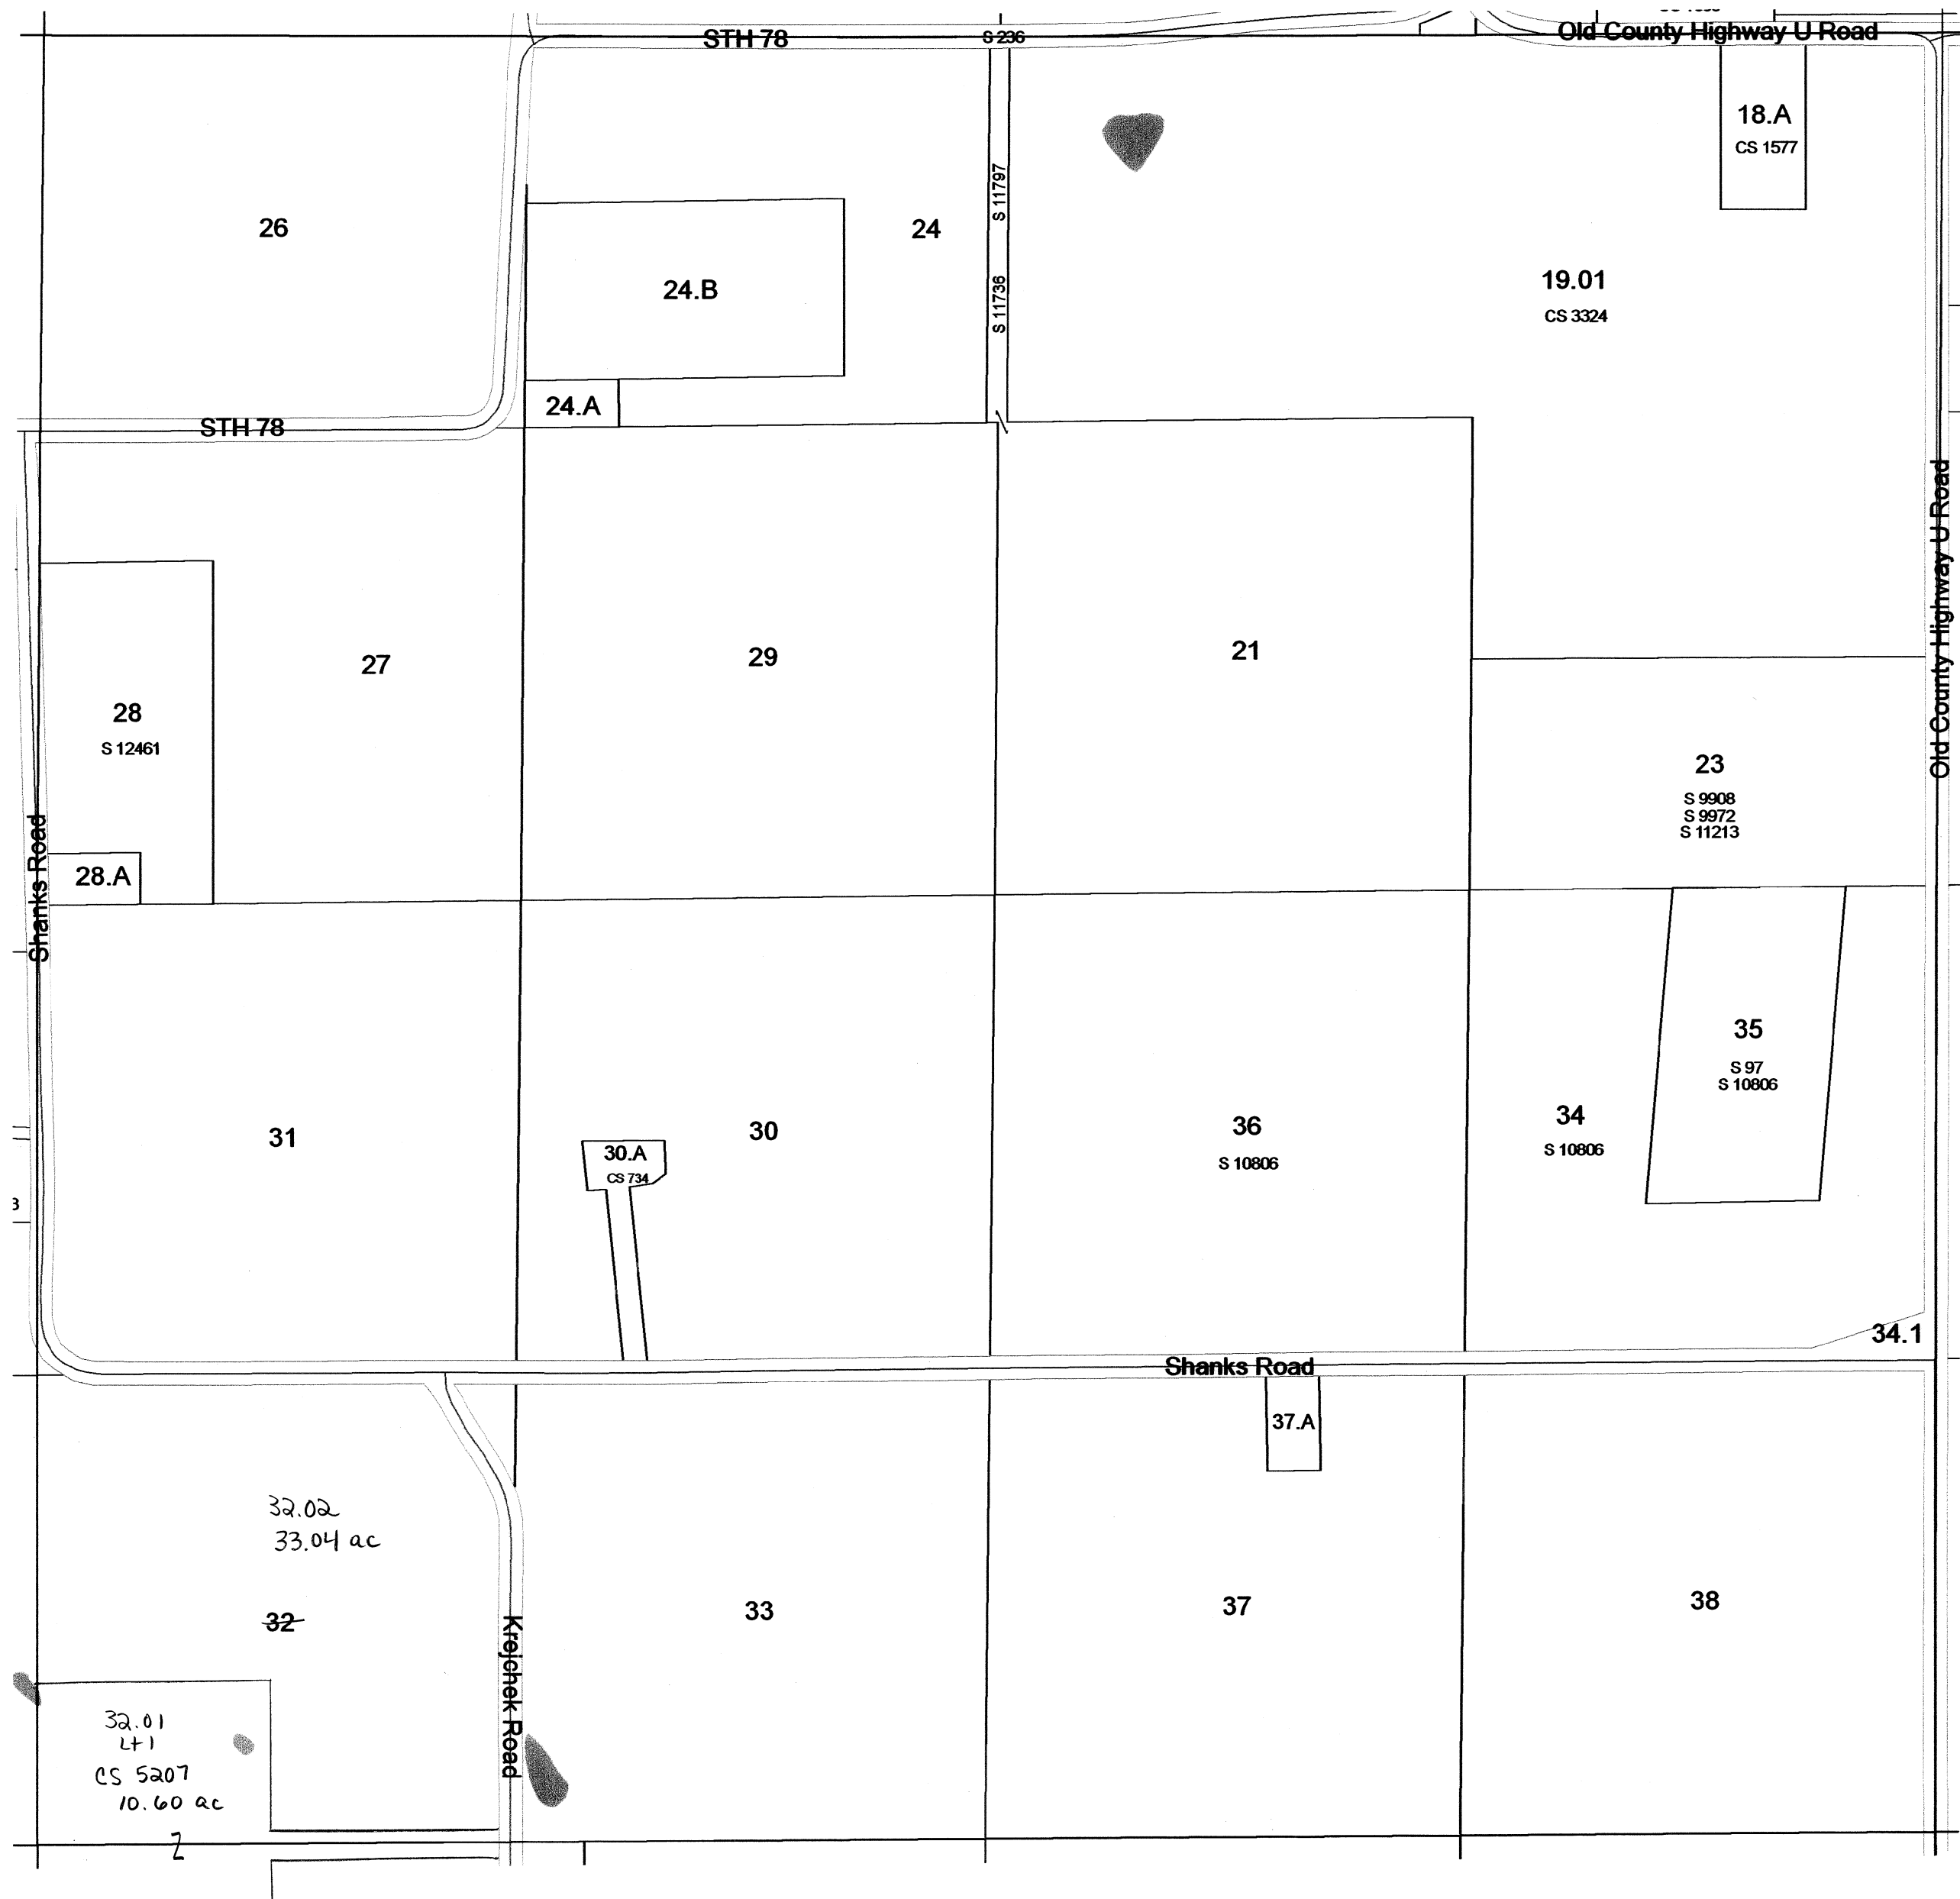 STH 78
S 236
Old County Highway U Road
18.A
CS 1577
26
24
S 11797
S 11736
24.B
19.01
CS 3324
24.A
STH 78
Old County Highway U Road
27
29
21
28
S 12461
23
S 9908
S 9972
S 11213
Shanks Road
28.A
35
S 97
S 10806
31
30
36
S 10806
34
S 10806
30.A
CS 734
3
34.1
Shanks Road
37.A
32.02
33.04 ac
32
33
37
38
Krejchek Road
32.01
Lt 1
CS 5207
10.60 ac